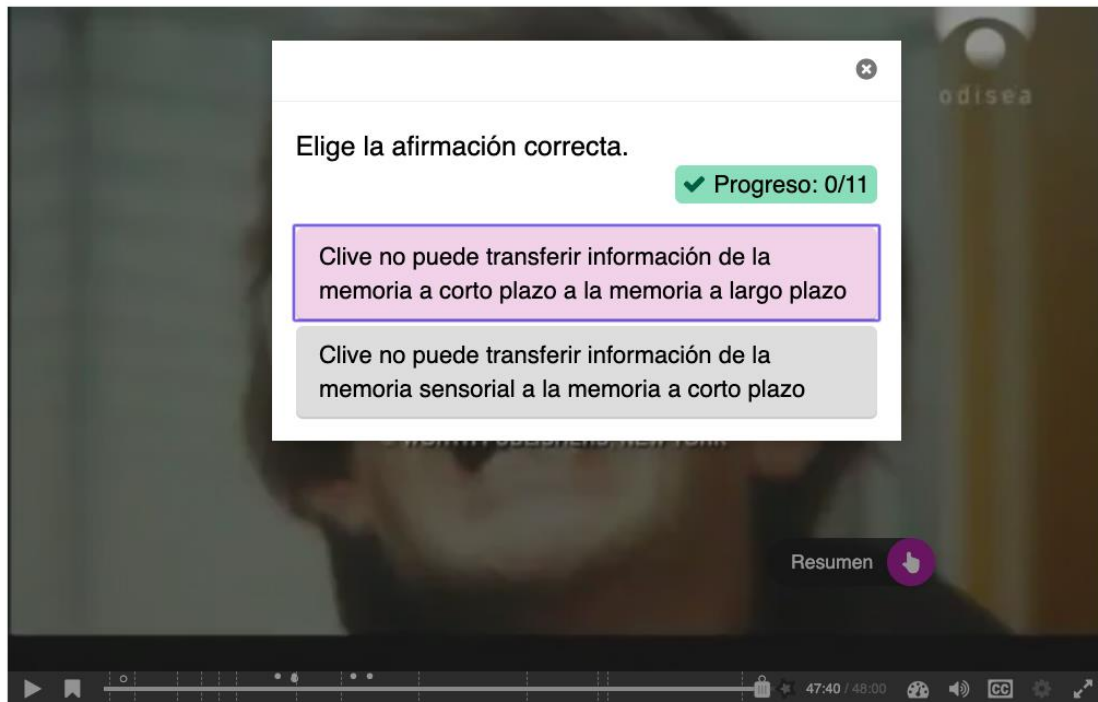 odisea
Elige la afirmación correcta.
Progreso: 0/11
Clive no puede transferir información de la
memoria a corto plazo a la memoria a largo plazo
Clive no puede transferir información de la
memoria sensorial a la memoria a corto plazo
Resumen
47:40 / 48:00
CC